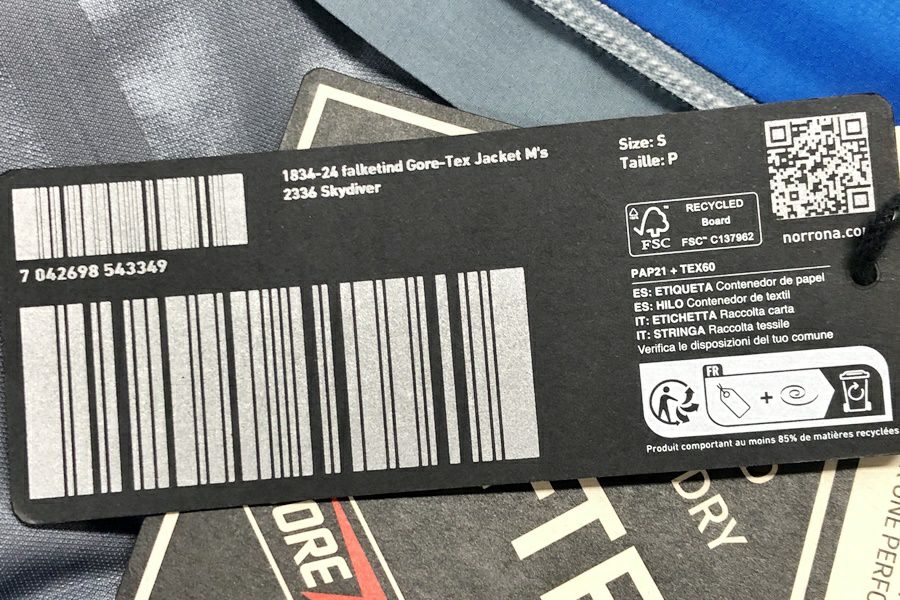 1834-24 falketind Gore-Tex Jacket M's
2336 Skydiver
Size: S
Taille: P
7 042698 543349
FSC
RECYCLED
Board
FSC™ C137962
norrona.co
PAP21 + TEX60
ES: ETIQUETA Contenedor de papel
ES: HILO Contenedor de textil
IT: ETICHETTA Raccolta carta
IT: STRINGA Raccolta tessile
Verifica le disposizioni del tuo comune
FR
+
Produit comportant au moins 85% de matières recyclées
DRY
ORE